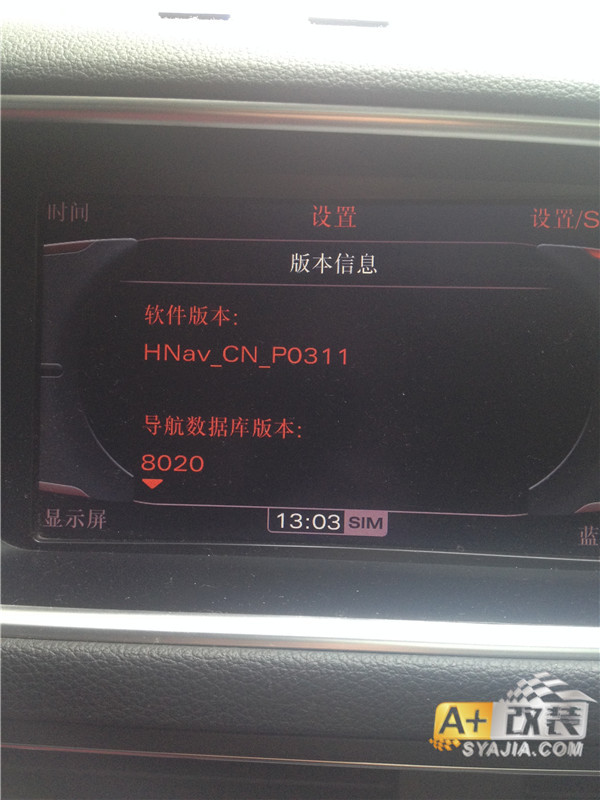 时间
设置
设置/S
版本信息
软件版本:
HNav_CN_P0311
导航数据库版本:
8020
显示屏
13:03 SIM
蓝
A+改装
SYAJIA.COM